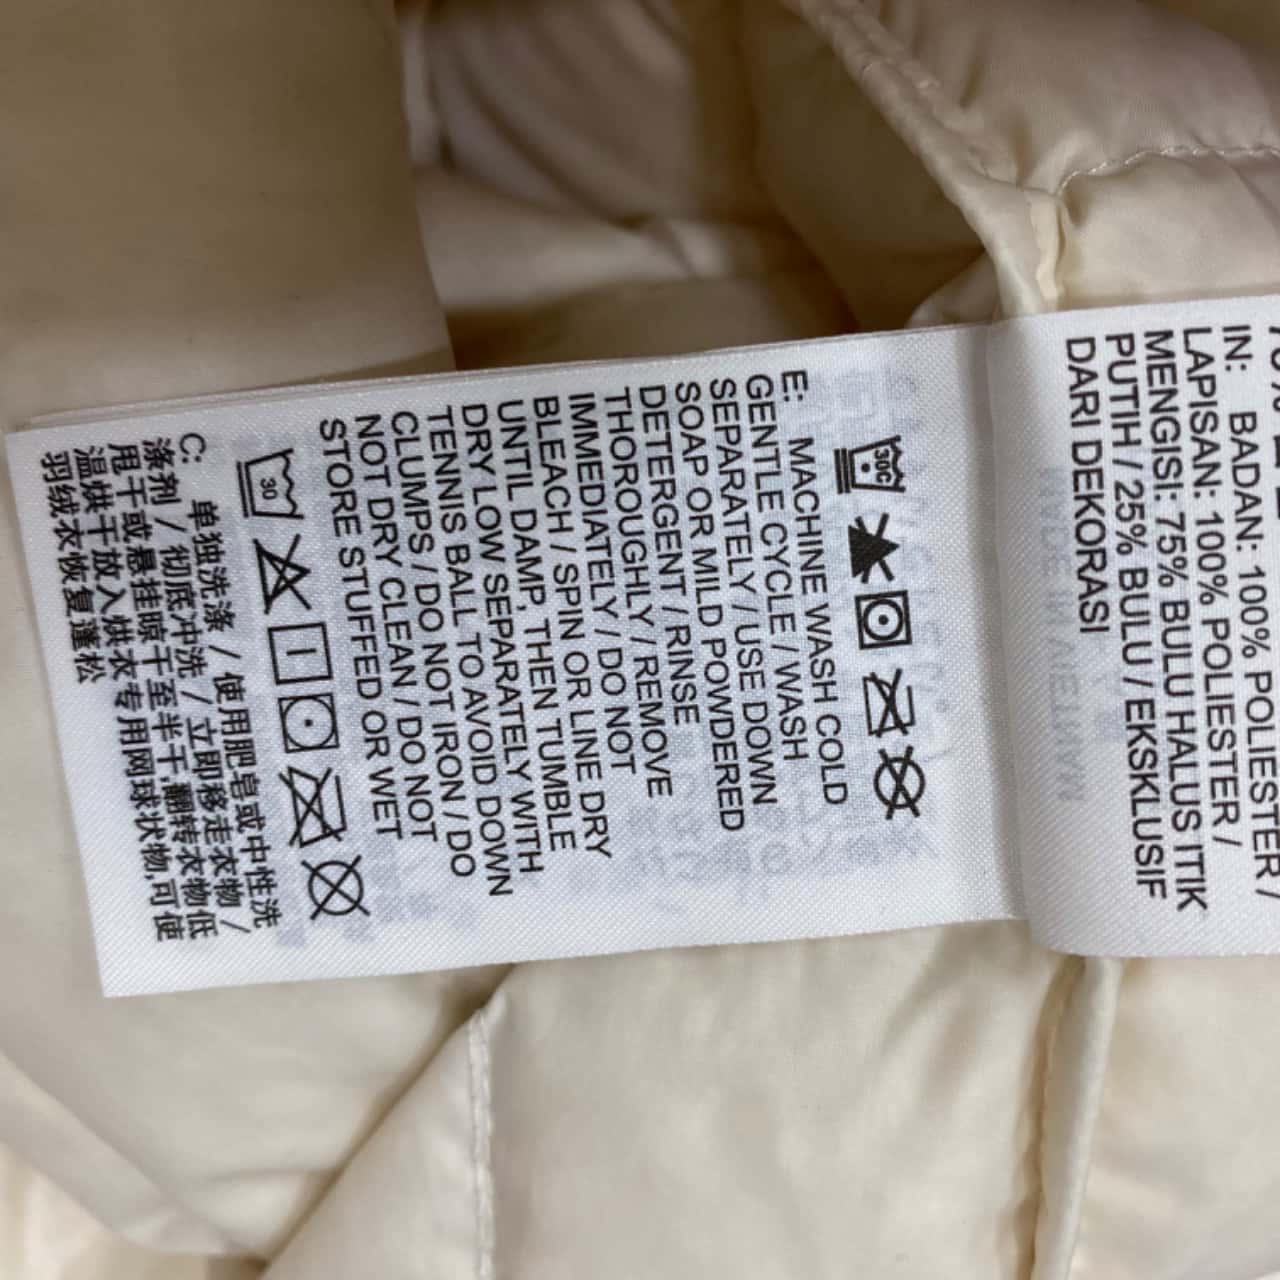 IN: BADAN: 100% POLIESTER /
LAPISAN: 100% POLIESTER /
MENGISI: 75% BULU HALUS ITIK
PUTIH / 25% BULU / EKSKLUSIF
DARI DEKORASI
30C
E: MACHINE WASH COLD
GENTLE CYCLE / WASH
SEPARATELY / USE DOWN
SOAP OR MILD POWDERED
DETERGENT / RINSE
THOROUGHLY / REMOVE
IMMEDIATELY / DO NOT
BLEACH / SPIN OR LINE DRY
UNTIL DAMP, THEN TUMBLE
DRY LOW SEPARATELY WITH
TENNIS BALL TO AVOID DOWN
CLUMPS / DO NOT IRON / DO
NOT DRY CLEAN / DO NOT
STORE STUFFED OR WET
30
C: 单独洗涤 / 使用肥皂或中性洗
涤剂 / 彻底冲洗 / 立即移走衣物 /
甩干或悬挂晾干至半干,翻转衣物低
温烘干放入烘衣专用网球状物,可使
羽绒衣恢复蓬松